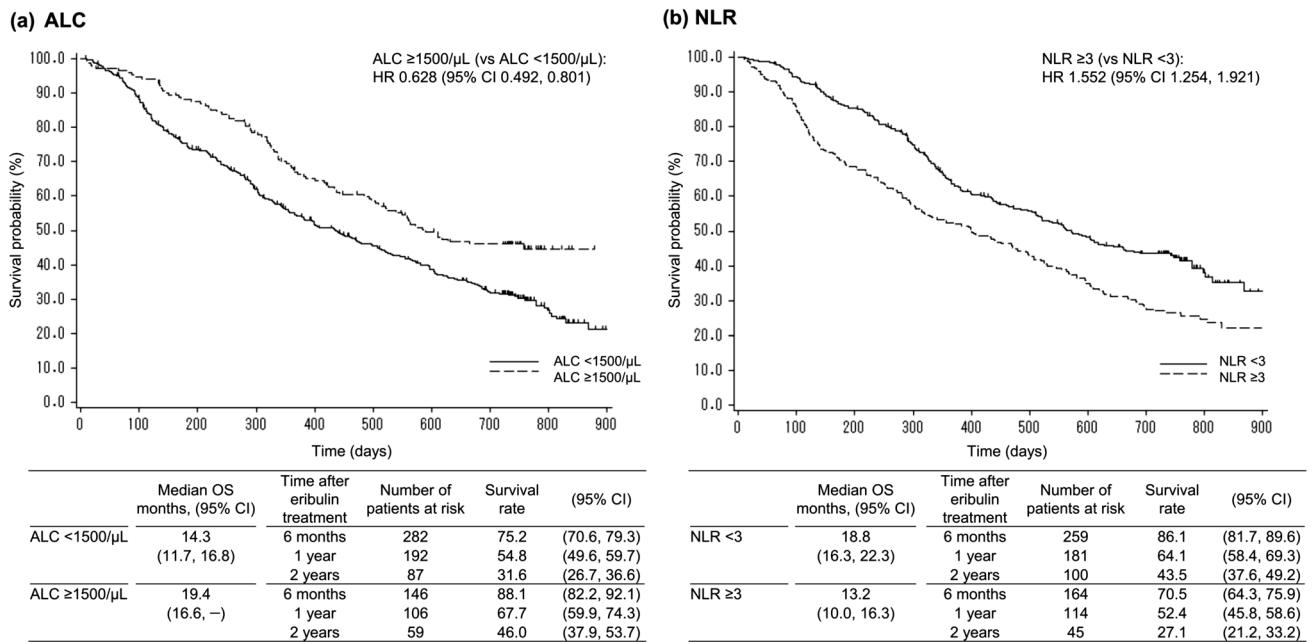 (a) ALC
ALC ≥1500/μL (vs ALC <1500/μL):
HR 0.628 (95% CI 0.492, 0.801)
Survival probability (%)
100.0
90.0
80.0
70.0
60.0
50.0
40.0
30.0
20.0
10.0
0.0
ALC <1500/μL
ALC ≥1500/μL
0 100 200 300 400 500 600 700 800 900
Time (days)
Median OS months, (95% CI) Time after eribulin treatment Number of patients at risk Survival rate (95% CI)
ALC <1500/μL 14.3 6 months 282 75.2 (70.6, 79.3)
(11.7, 16.8) 1 year 192 54.8 (49.6, 59.7)
2 years 87 31.6 (26.7, 36.6)
ALC ≥1500/μL 19.4 6 months 146 88.1 (82.2, 92.1)
(16.6, –) 1 year 106 67.7 (59.9, 74.3)
2 years 59 46.0 (37.9, 53.7)
(b) NLR
NLR ≥3 (vs NLR <3):
HR 1.552 (95% CI 1.254, 1.921)
Survival probability (%)
100.0
90.0
80.0
70.0
60.0
50.0
40.0
30.0
20.0
10.0
0.0
NLR <3
NLR ≥3
0 100 200 300 400 500 600 700 800 900
Time (days)
Median OS months, (95% CI) Time after eribulin treatment Number of patients at risk Survival rate (95% CI)
NLR <3 18.8 6 months 259 86.1 (81.7, 89.6)
(16.3, 22.3) 1 year 181 64.1 (58.4, 69.3)
2 years 100 43.5 (37.6, 49.2)
NLR ≥3 13.2 6 months 164 70.5 (64.3, 75.9)
(10.0, 16.3) 1 year 114 52.4 (45.8, 58.6)
2 years 45 27.1 (21.2, 33.2)